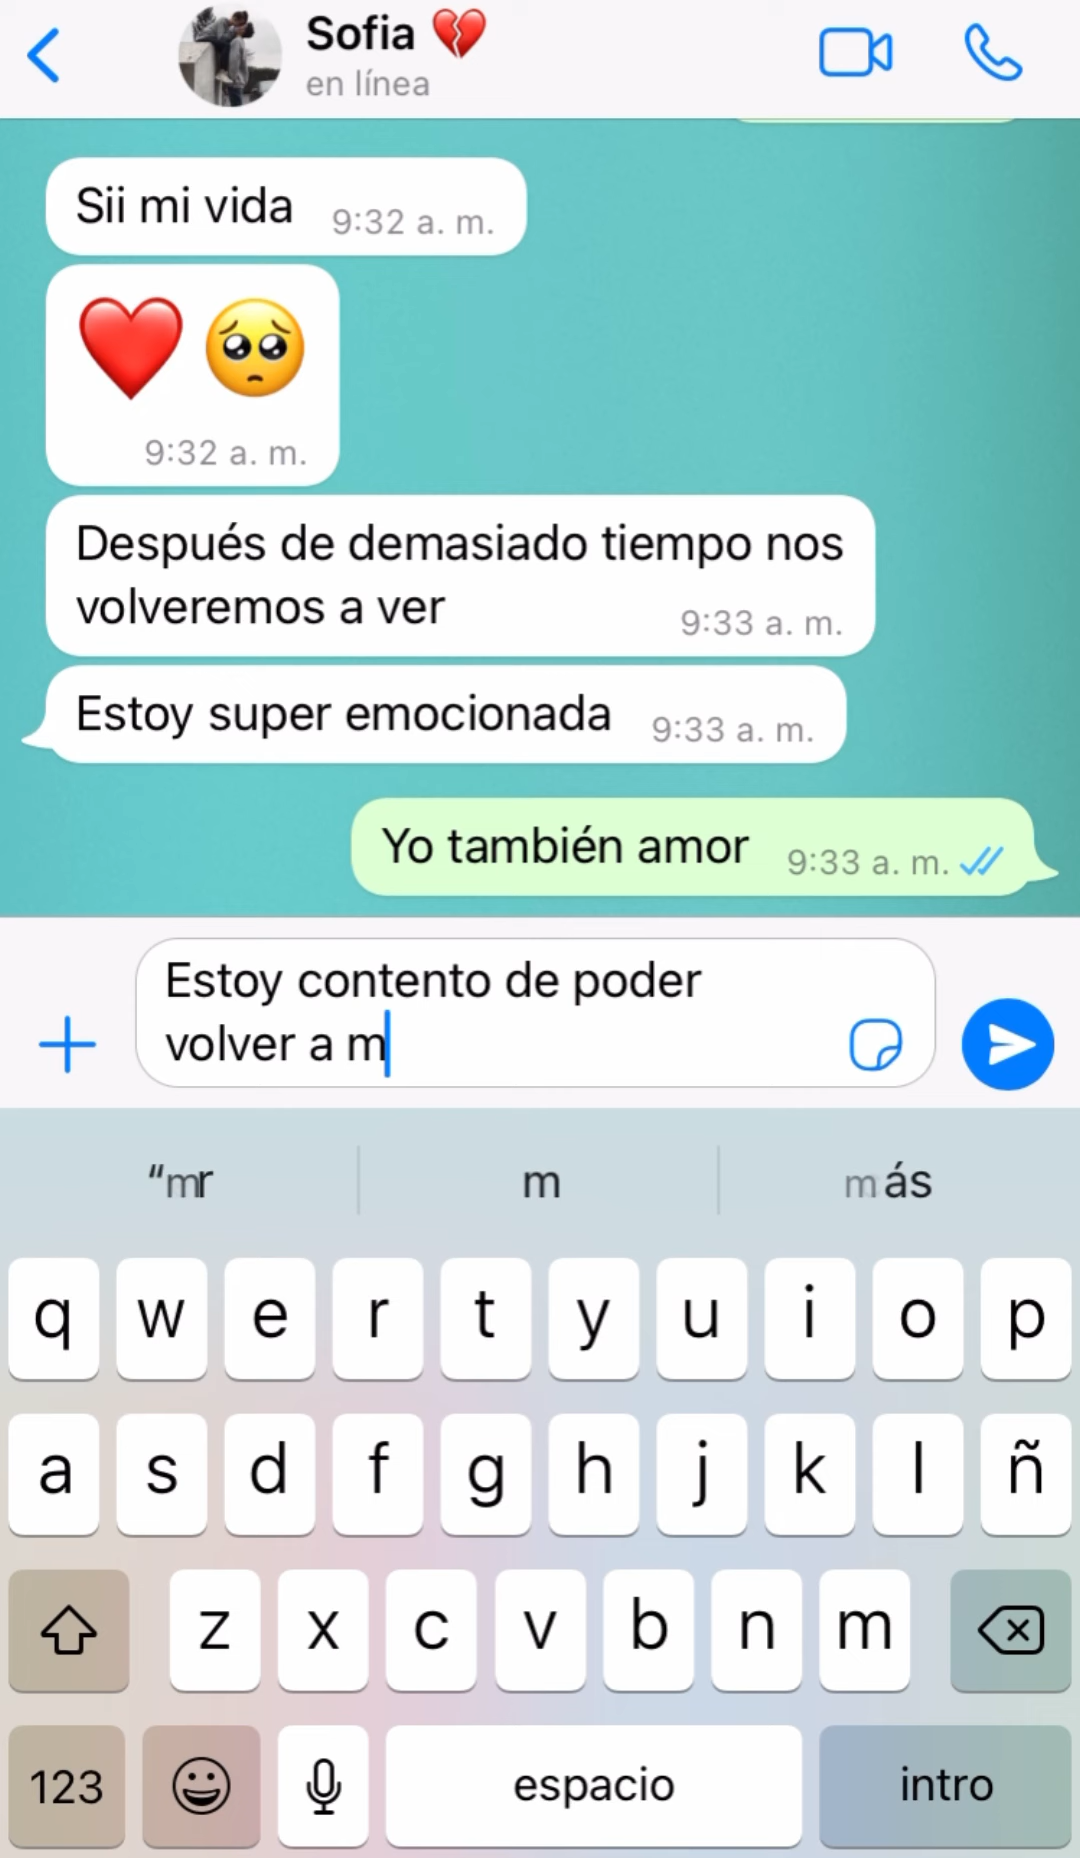 Sofia 💔
en línea
Sii mi vida 9:32 a. m.
❤️🥺
9:32 a. m.
Después de demasiado tiempo nos
volveremos a ver 9:33 a. m.
Estoy super emocionada 9:33 a. m.
Yo también amor 9:33 a. m.
Estoy contento de poder
volver a m
“mr m más
q w e r t y u i o p
a s d f g h j k l ñ
z x c v b n m
123 espacio intro